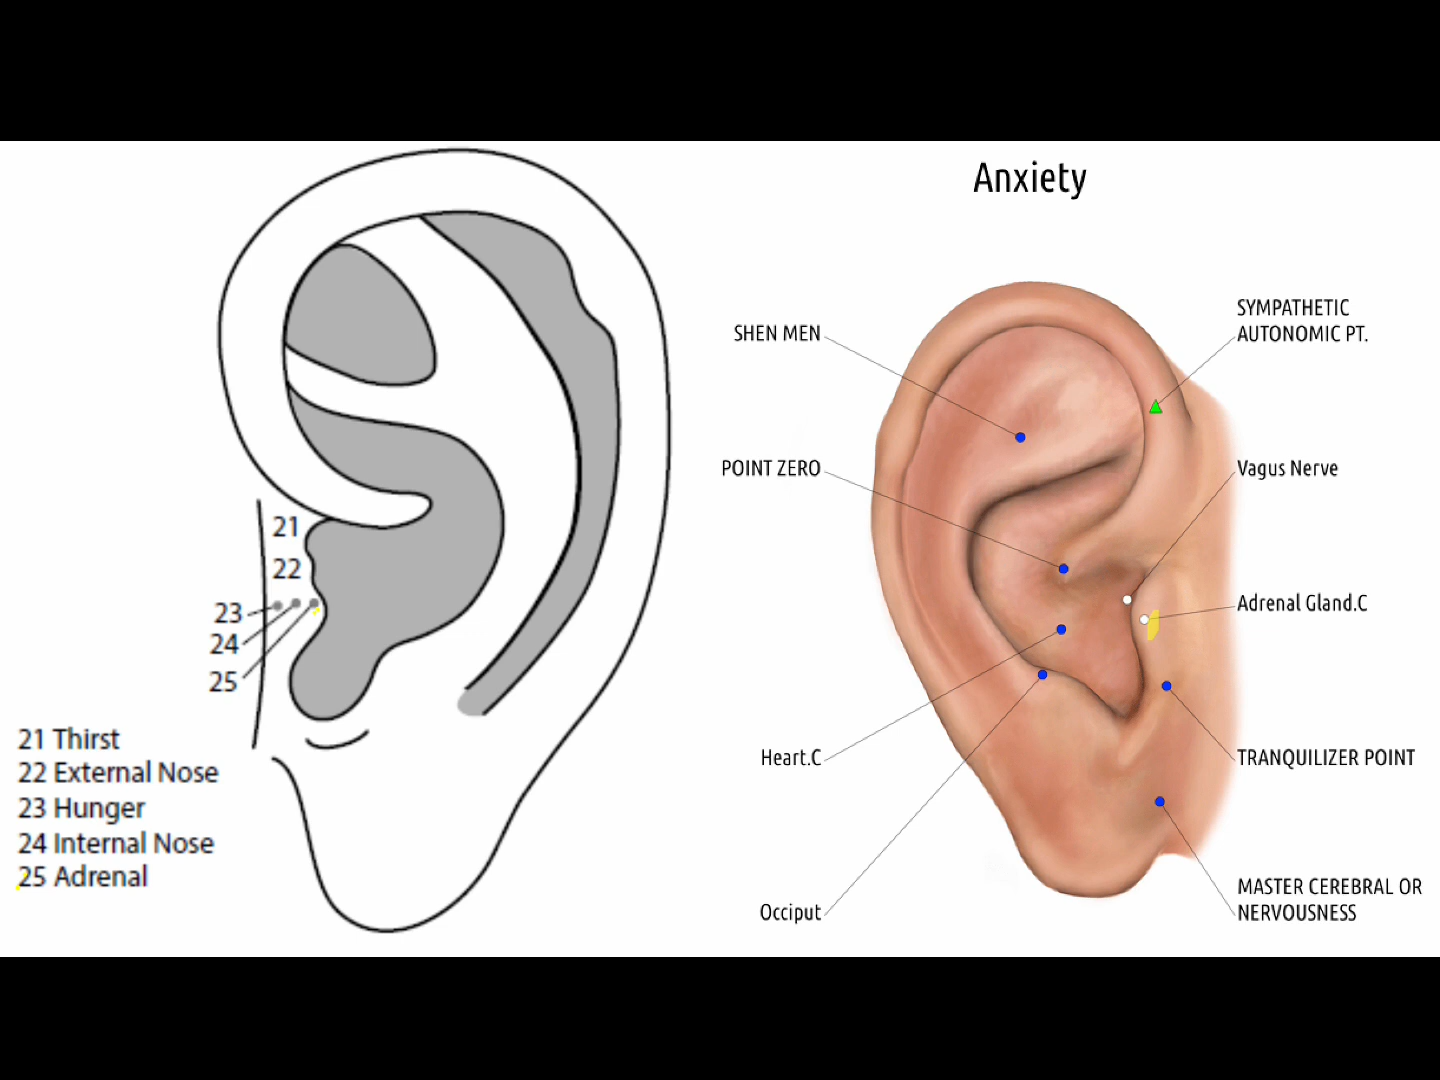 21
22
23
24
25
21 Thirst
22 External Nose
23 Hunger
24 Internal Nose
25 Adrenal
Anxiety
SHEN MEN
POINT ZERO
Heart.C
Occiput
SYMPATHETIC
AUTONOMIC PT.
Vagus Nerve
Adrenal Gland.C
TRANQUILIZER POINT
MASTER CEREBRAL OR
NERVOUSNESS